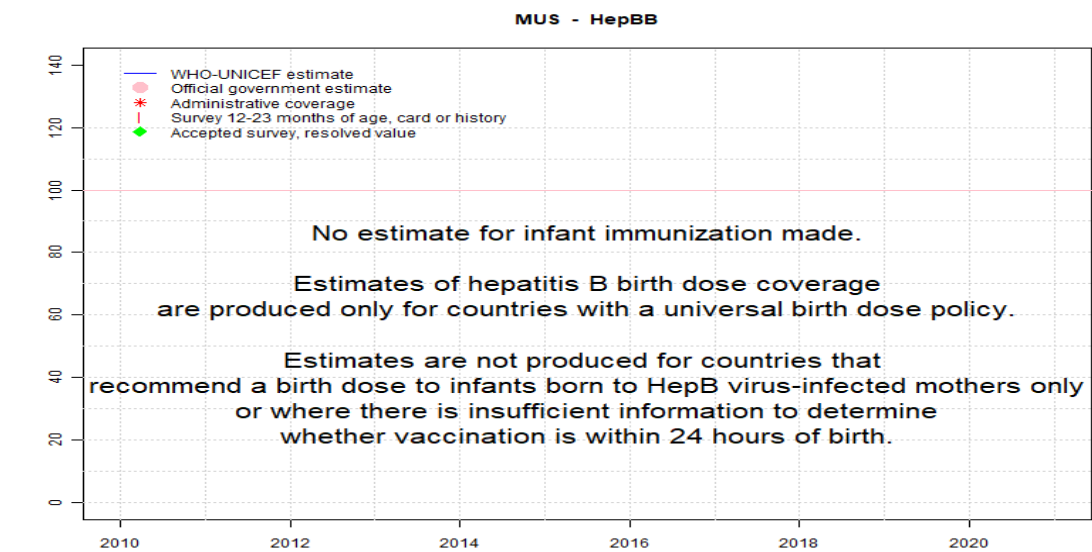 MUS - HepBB
WHO-UNICEF estimate
Official government estimate
Administrative coverage
Survey 12-23 months of age, card or history
Accepted survey, resolved value
140
120
100
80
60
40
20
0
No estimate for infant immunization made.
Estimates of hepatitis B birth dose coverage
are produced only for countries with a universal birth dose policy.
Estimates are not produced for countries that
recommend a birth dose to infants born to HepB virus-infected mothers only
or where there is insufficient information to determine
whether vaccination is within 24 hours of birth.
2010 2012 2014 2016 2018 2020